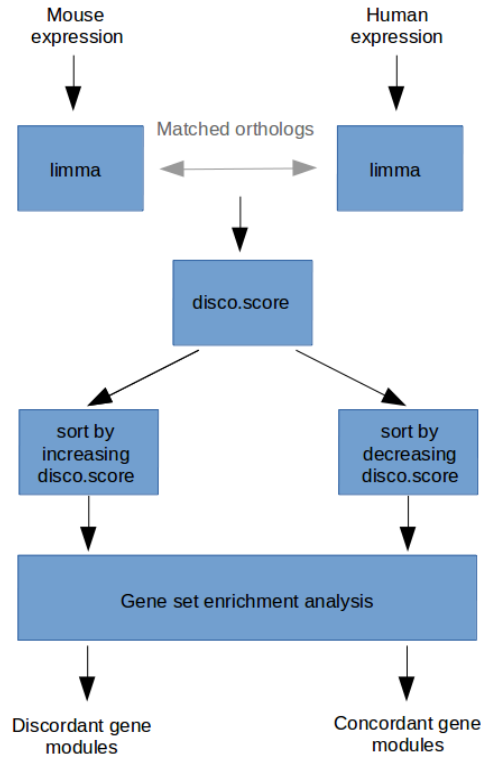 Mouse
expression
Human
expression
limma
Matched orthologs
limma
disco.score
sort by
increasing
disco.score
sort by
decreasing
disco.score
Gene set enrichment analysis
Discordant gene
modules
Concordant gene
modules